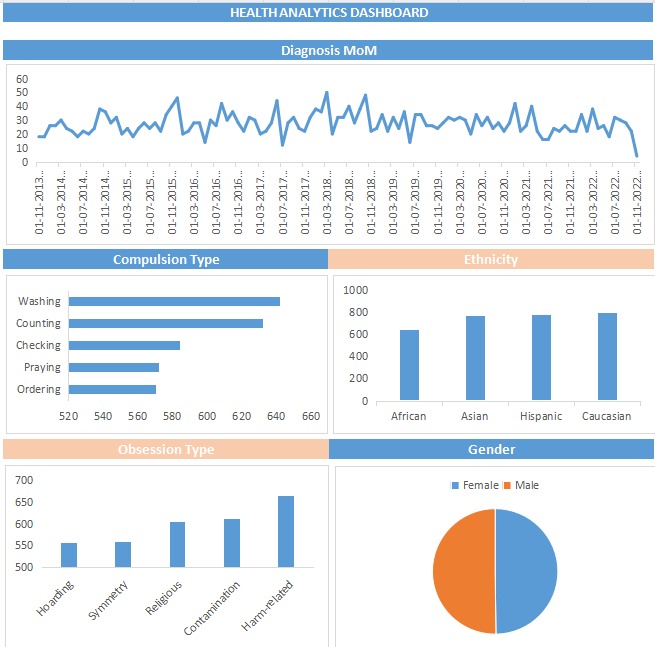 HEALTH ANALYTICS DASHBOARD
Diagnosis MoM
60
50
40
30
20
10
0
01-11-2013...
01-03-2014...
01-07-2014...
01-11-2014...
01-03-2015...
01-07-2015...
01-11-2015...
01-03-2016...
01-07-2016...
01-11-2016...
01-03-2017...
01-07-2017...
01-11-2017...
01-03-2018...
01-07-2018...
01-11-2018...
01-03-2019...
01-07-2019...
01-11-2019...
01-03-2020...
01-07-2020...
01-11-2020...
01-03-2021...
01-07-2021...
01-11-2021...
01-03-2022...
01-07-2022...
01-11-2022...
Compulsion Type
Washing
Counting
Checking
Praying
Ordering
520 540 560 580 600 620 640 660
Ethnicity
1000
800
600
400
200
0
African Asian Hispanic Caucasian
Obsession Type
700
650
600
550
500
Hoarding
Symmetry
Religious
Contamination
Harm-related
Gender
Female Male